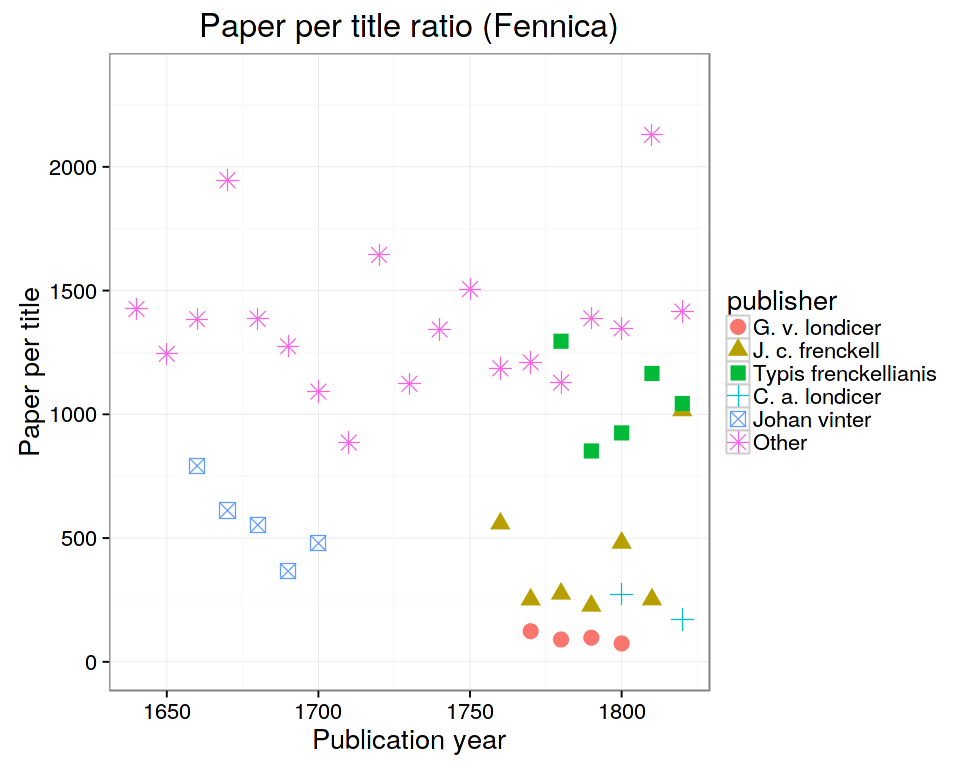 Paper per title ratio (Fennica)
Paper per title
2000
1500
1000
500
0
1650 1700 1750 1800
Publication year
publisher
G. v. londicer
J. c. frenckell
Typis frenckellianis
C. a. londicer
Johan vinter
Other